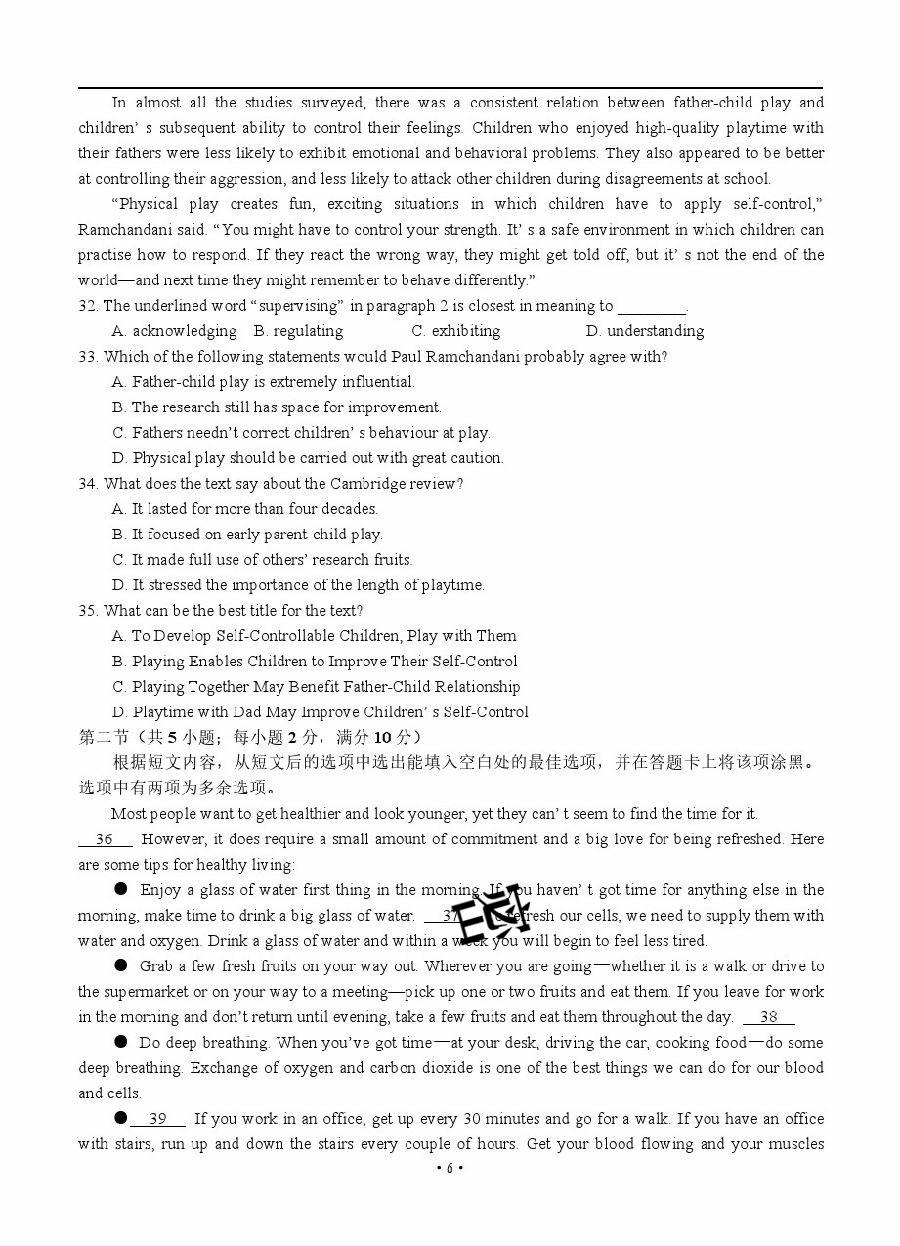 In almost all the studies surveyed, there was a consistent relation between father-child play and
children's subsequent ability to control their feelings. Children who enjoyed high-quality playtime with
their fathers were less likely to exhibit emotional and behavioral problems. They also appeared to be better
at controlling their aggression, and less likely to attack other children during disagreements at school.
“Physical play creates fun, exciting situations in which children have to apply self-control,”
Ramchandani said. “You might have to control your strength. It's a safe environment in which children can
practise how to respond. If they react the wrong way, they might get told off, but it's not the end of the
world—and next time they might remember to behave differently.”
32. The underlined word “supervising” in paragraph 2 is closest in meaning to ________.
A. acknowledging B. regulating C. exhibiting D. understanding
33. Which of the following statements would Paul Ramchandani probably agree with?
A. Father-child play is extremely influential.
B. The research still has space for improvement.
C. Fathers needn't correct children's behaviour at play.
D. Physical play should be carried out with great caution.
34. What does the text say about the Cambridge review?
A. It lasted for more than four decades.
B. It focused on early parent-child play.
C. It made full use of others' research fruits.
D. It stressed the importance of the length of playtime.
35. What can be the best title for the text?
A. To Develop Self-Controllable Children, Play with Them
B. Playing Enables Children to Improve Their Self-Control
C. Playing Together May Benefit Father-Child Relationship
D. Playtime with Dad May Improve Children's Self-Control
第二节（共 5 小题；每小题 2 分，满分 10 分）
根据短文内容，从短文后的选项中选出能填入空白处的最佳选项，并在答题卡上将该项涂黑。
选项中有两项为多余选项。
Most people want to get healthier and look younger, yet they can't seem to find the time for it.
36 However, it does require a small amount of commitment and a big love for being refreshed. Here
are some tips for healthy living:
● Enjoy a glass of water first thing in the morning. If you haven't got time for anything else in the
morning, make time to drink a big glass of water. 37 refresh our cells, we need to supply them with
water and oxygen. Drink a glass of water and within a week you will begin to feel less tired.
● Grab a few fresh fruits on your way out. Wherever you are going—whether it is a walk or drive to
the supermarket or on your way to a meeting—pick up one or two fruits and eat them. If you leave for work
in the morning and don't return until evening, take a few fruits and eat them throughout the day. 38
● Do deep breathing. When you've got time—at your desk, driving the car, cooking food—do some
deep breathing. Exchange of oxygen and carbon dioxide is one of the best things we can do for our blood
and cells.
● 39 If you work in an office, get up every 30 minutes and go for a walk. If you have an office
with stairs, run up and down the stairs every couple of hours. Get your blood flowing and your muscles
• 6 •